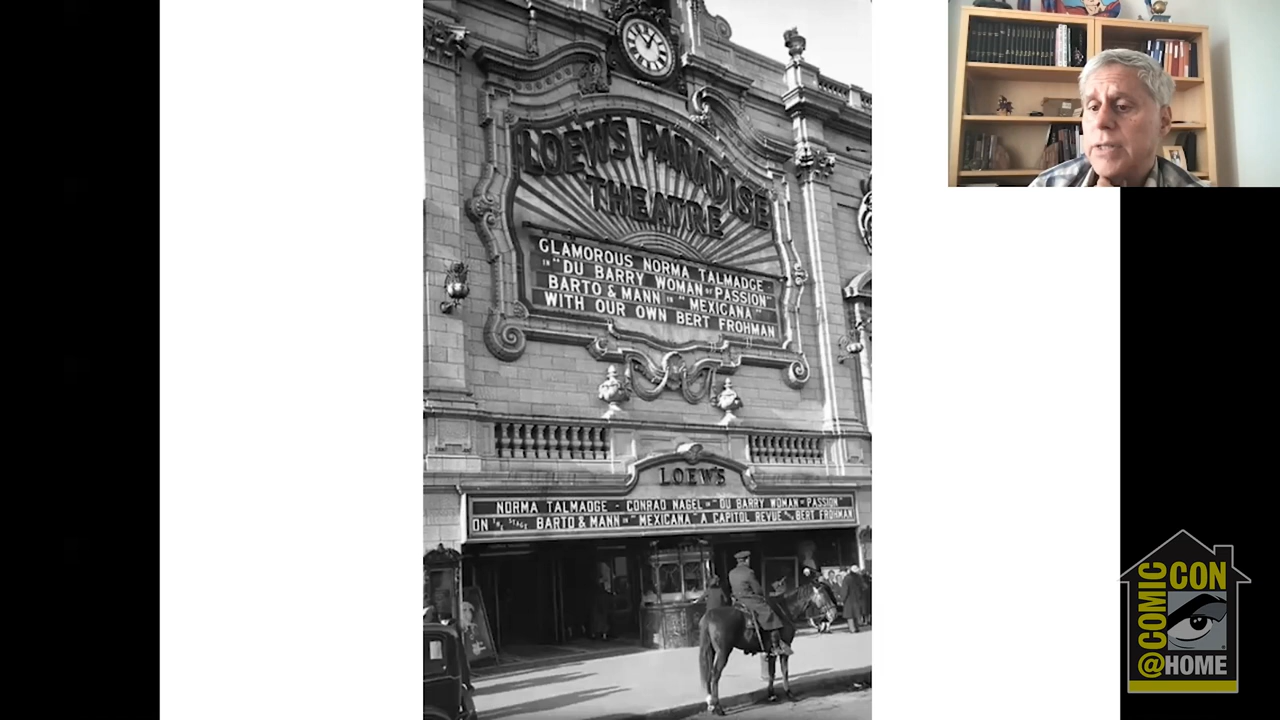 LOEW'S PARADISE
THEATRE
GLAMOROUS NORMA TALMADGE
IN "DU BARRY WOMAN OF PASSION"
BARTO & MANN IN "MEXICANA"
WITH OUR OWN BERT FROHMAN
LOEW'S
NORMA TALMADGE - CONRAD NAGEL IN "DU BARRY WOMAN OF PASSION"
ON THE STAGE BARTO & MANN IN "MEXICANA" A CAPITOL REVUE BERT FROHMAN
@COMIC
CON
HOME